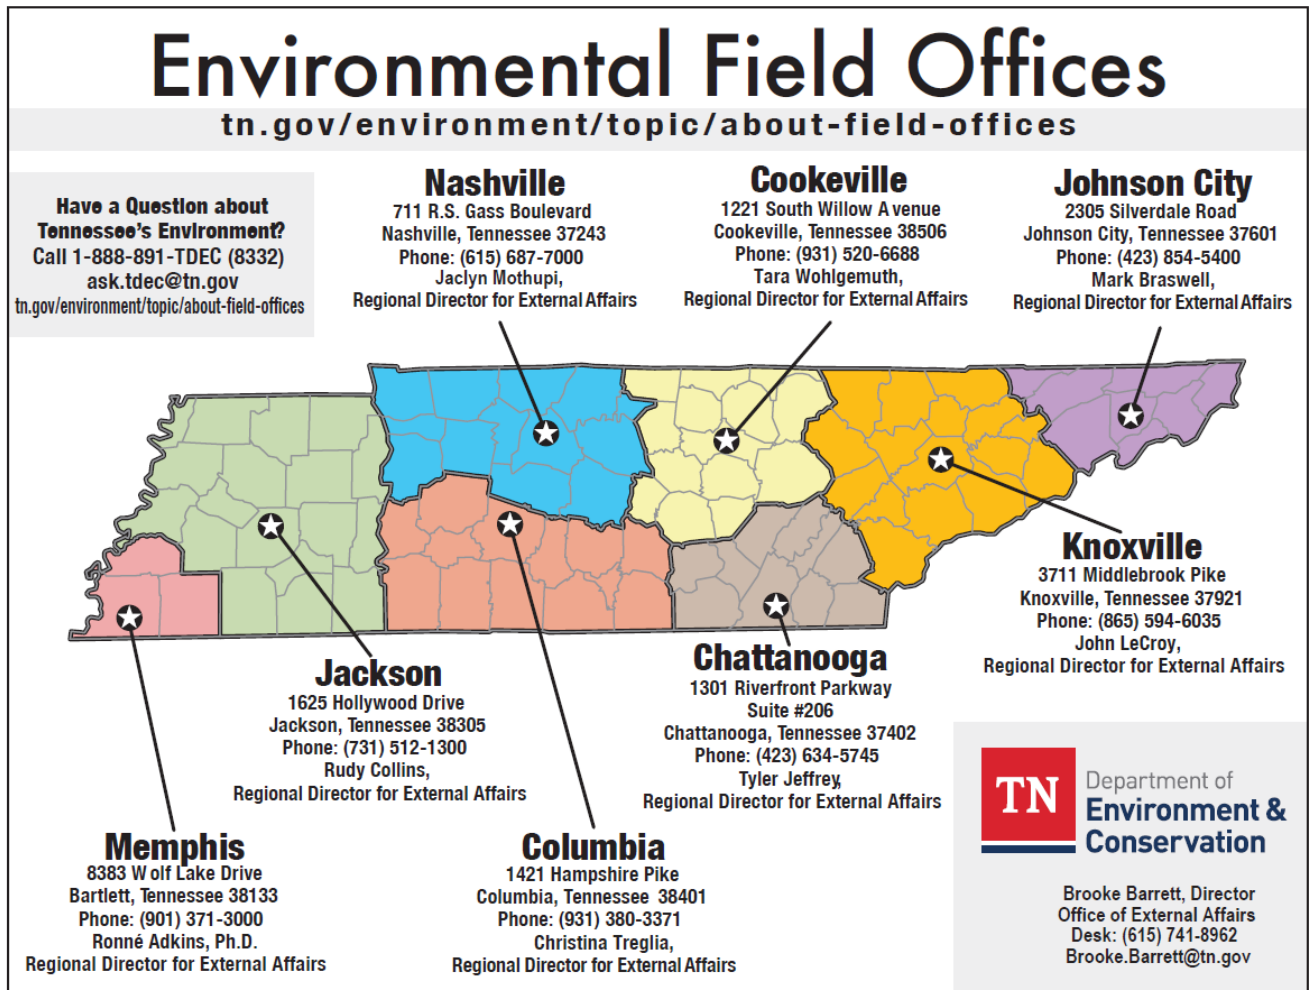 Environmental Field Offices
tn.gov/environment/topic/about-field-offices
Have a Question about
Tennessee's Environment?
Call 1-888-891-TDEC (8332)
ask.tdec@tn.gov
tn.gov/environment/topic/about-field-offices
Nashville
711 R.S. Gass Boulevard
Nashville, Tennessee 37243
Phone: (615) 687-7000
Jaclyn Mothupi,
Regional Director for External Affairs
Cookeville
1221 South Willow Avenue
Cookeville, Tennessee 38506
Phone: (931) 520-6688
Tara Wohlgemuth,
Regional Director for External Affairs
Johnson City
2305 Silverdale Road
Johnson City, Tennessee 37601
Phone: (423) 854-5400
Mark Braswell,
Regional Director for External Affairs
Knoxville
3711 Middlebrook Pike
Knoxville, Tennessee 37921
Phone: (865) 594-6035
John LeCroy,
Regional Director for External Affairs
Chattanooga
1301 Riverfront Parkway
Suite #206
Chattanooga, Tennessee 37402
Phone: (423) 634-5745
Tyler Jeffrey,
Regional Director for External Affairs
Jackson
1625 Hollywood Drive
Jackson, Tennessee 38305
Phone: (731) 512-1300
Rudy Collins,
Regional Director for External Affairs
Memphis
8383 Wolf Lake Drive
Bartlett, Tennessee 38133
Phone: (901) 371-3000
Ronné Adkins, Ph.D.
Regional Director for External Affairs
Columbia
1421 Hampshire Pike
Columbia, Tennessee 38401
Phone: (931) 380-3371
Christina Treglia,
Regional Director for External Affairs
TN
Department of
Environment &
Conservation
Brooke Barrett, Director
Office of External Affairs
Desk: (615) 741-8962
Brooke.Barrett@tn.gov